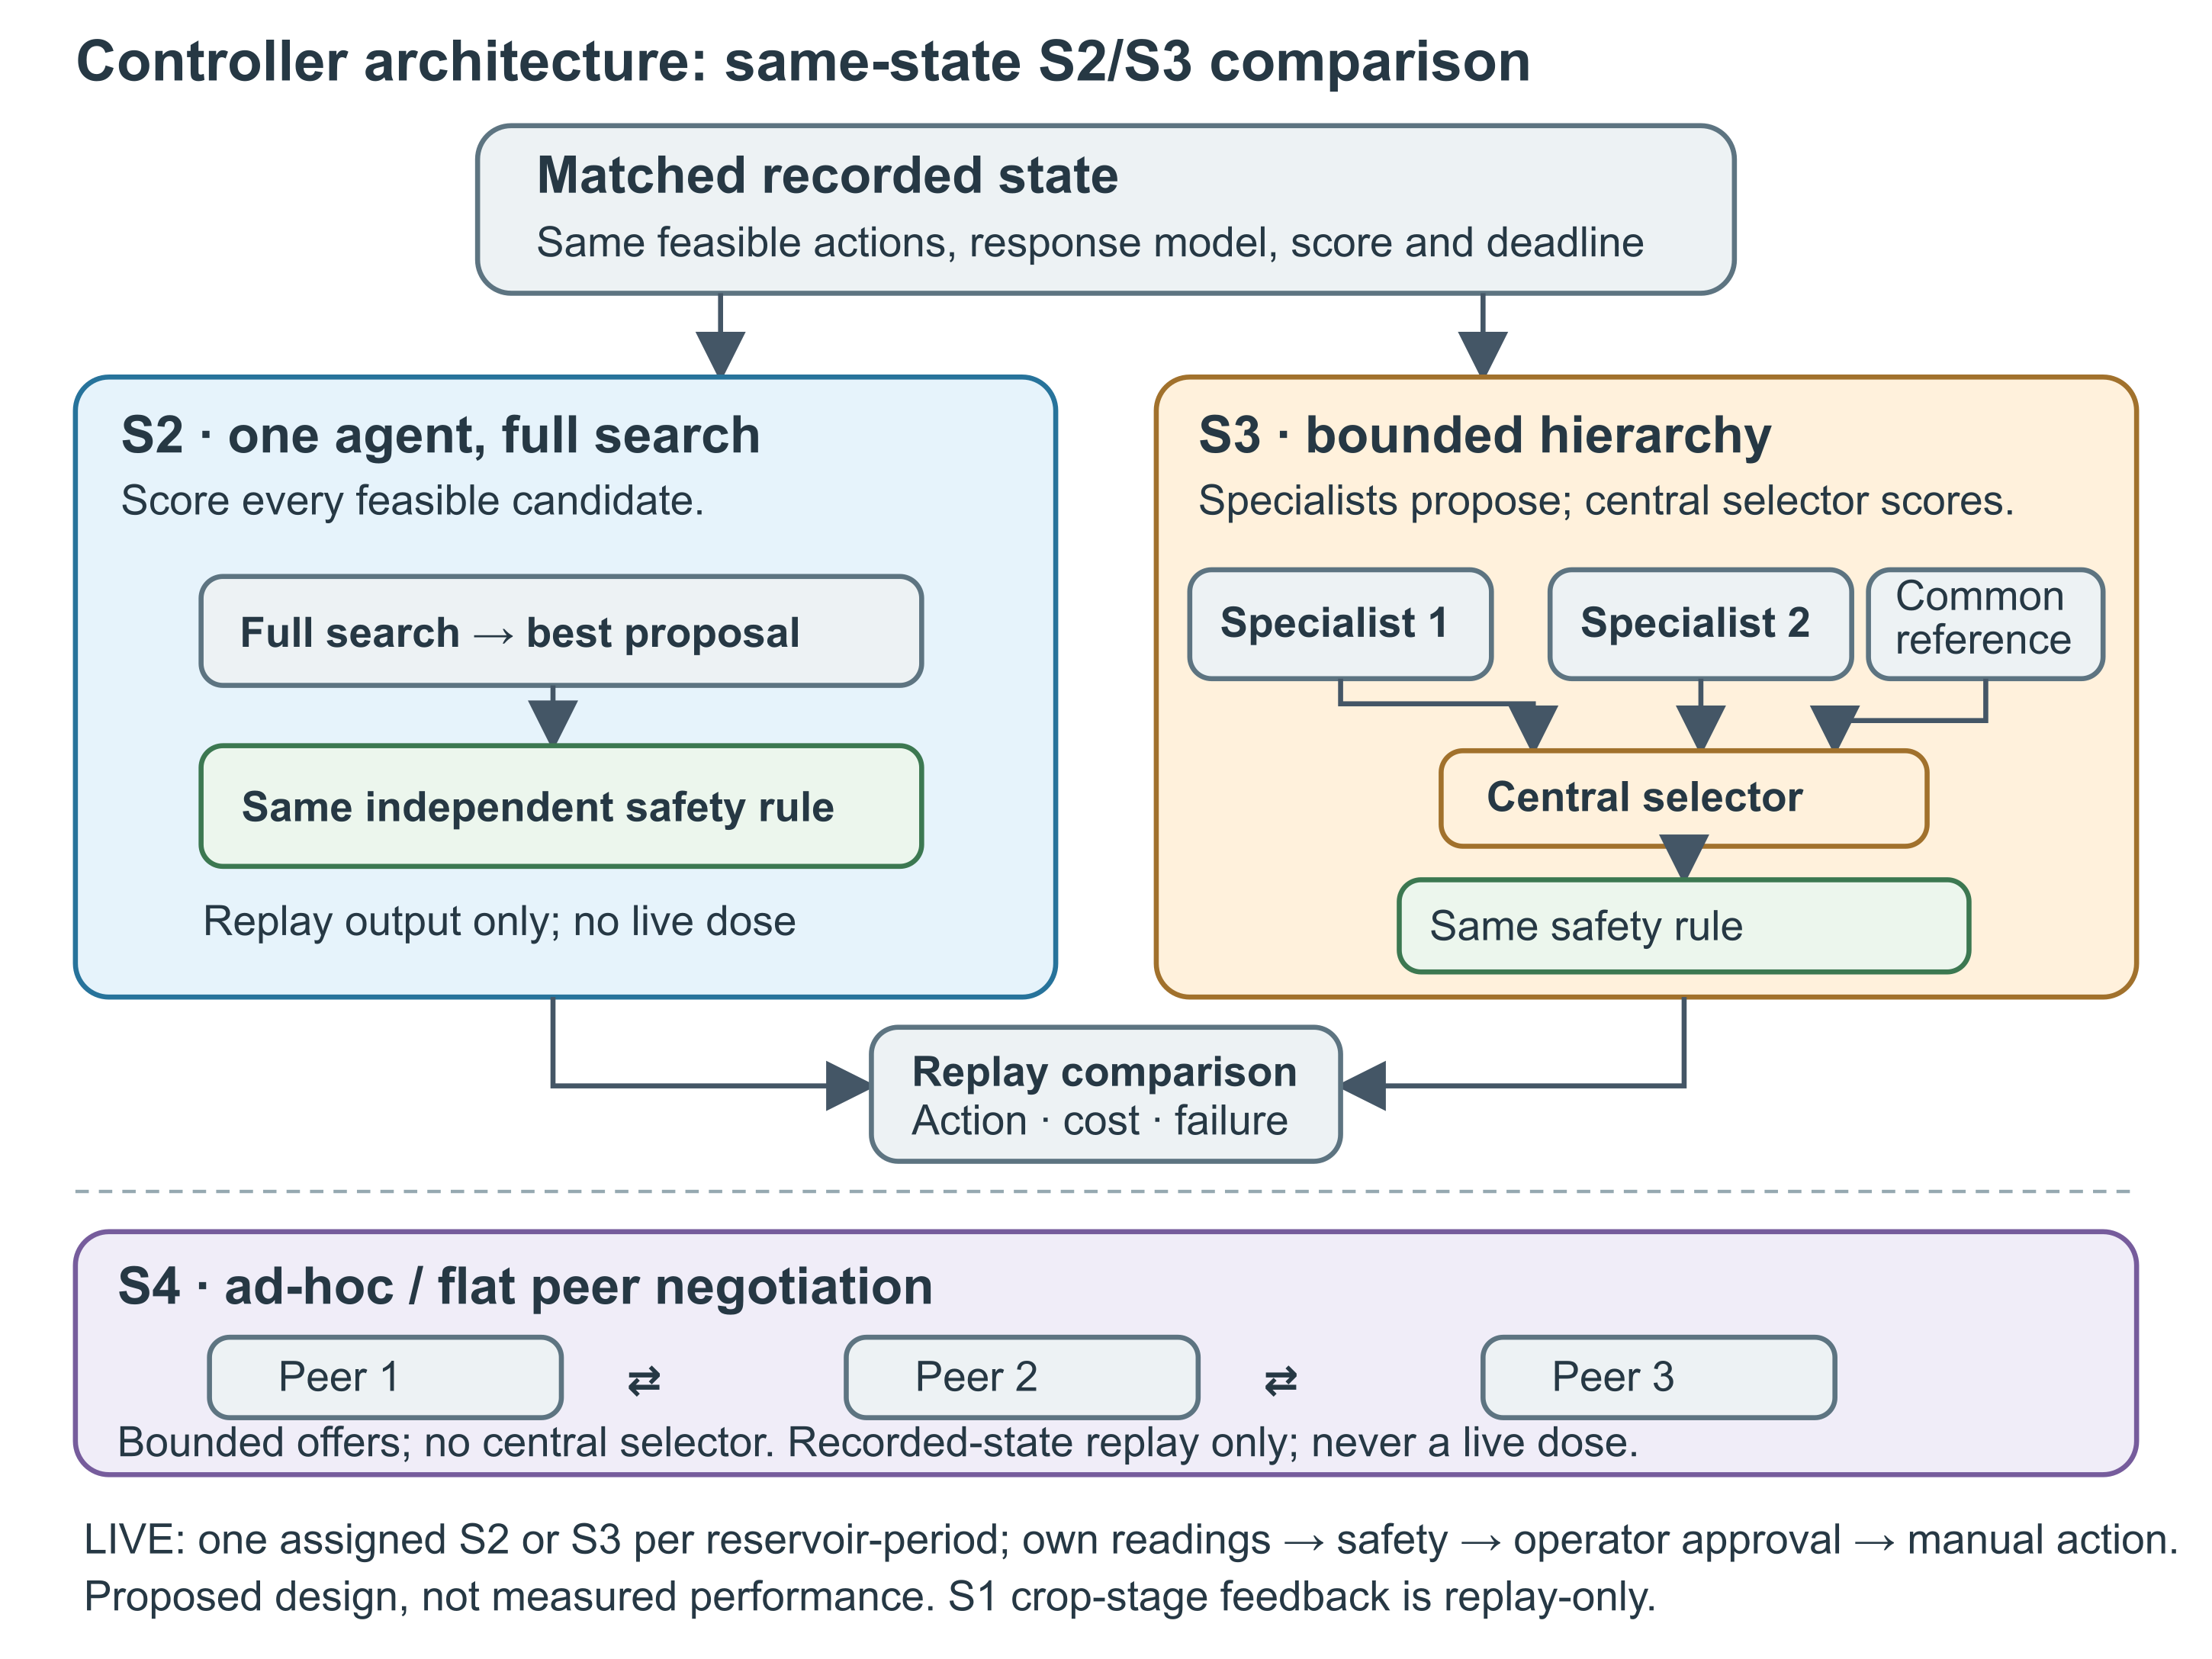 Controller architecture: same-state S2/S3 comparison
Matched recorded state
Same feasible actions, response model, score and deadline
S2 · one agent, full search
Score every feasible candidate.
Full search → best proposal
Same independent safety rule
Replay output only; no live dose
S3 · bounded hierarchy
Specialists propose; central selector scores.
Specialist 1
Specialist 2
Common
reference
Central selector
Same safety rule
Replay comparison
Action · cost · failure
S4 · ad-hoc / flat peer negotiation
Peer 1 ⇄ Peer 2 ⇄ Peer 3
Bounded offers; no central selector. Recorded-state replay only; never a live dose.
LIVE: one assigned S2 or S3 per reservoir-period; own readings → safety → operator approval → manual action.
Proposed design, not measured performance. S1 crop-stage feedback is replay-only.